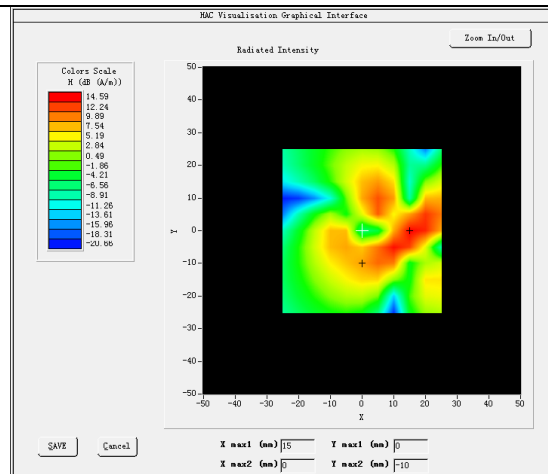 HAC Visualisation Graphical Interface
Zoom In/Out
Radiated Intensity
Colors Scale
H (dB (A/m))
14.59
12.24
9.89
7.54
5.19
2.84
0.49
-1.86
-4.21
-6.56
-8.91
-11.26
-13.61
-15.96
-18.31
-20.66
50
40
30
20
10
0
-10
-20
-30
-40
-50
Y
-50 -40 -30 -20 -10 0 10 20 30 40 50
X
SAVE Cancel
X max1 (mm) 15 Y max1 (mm) 0
X max2 (mm) 0 Y max2 (mm) -10